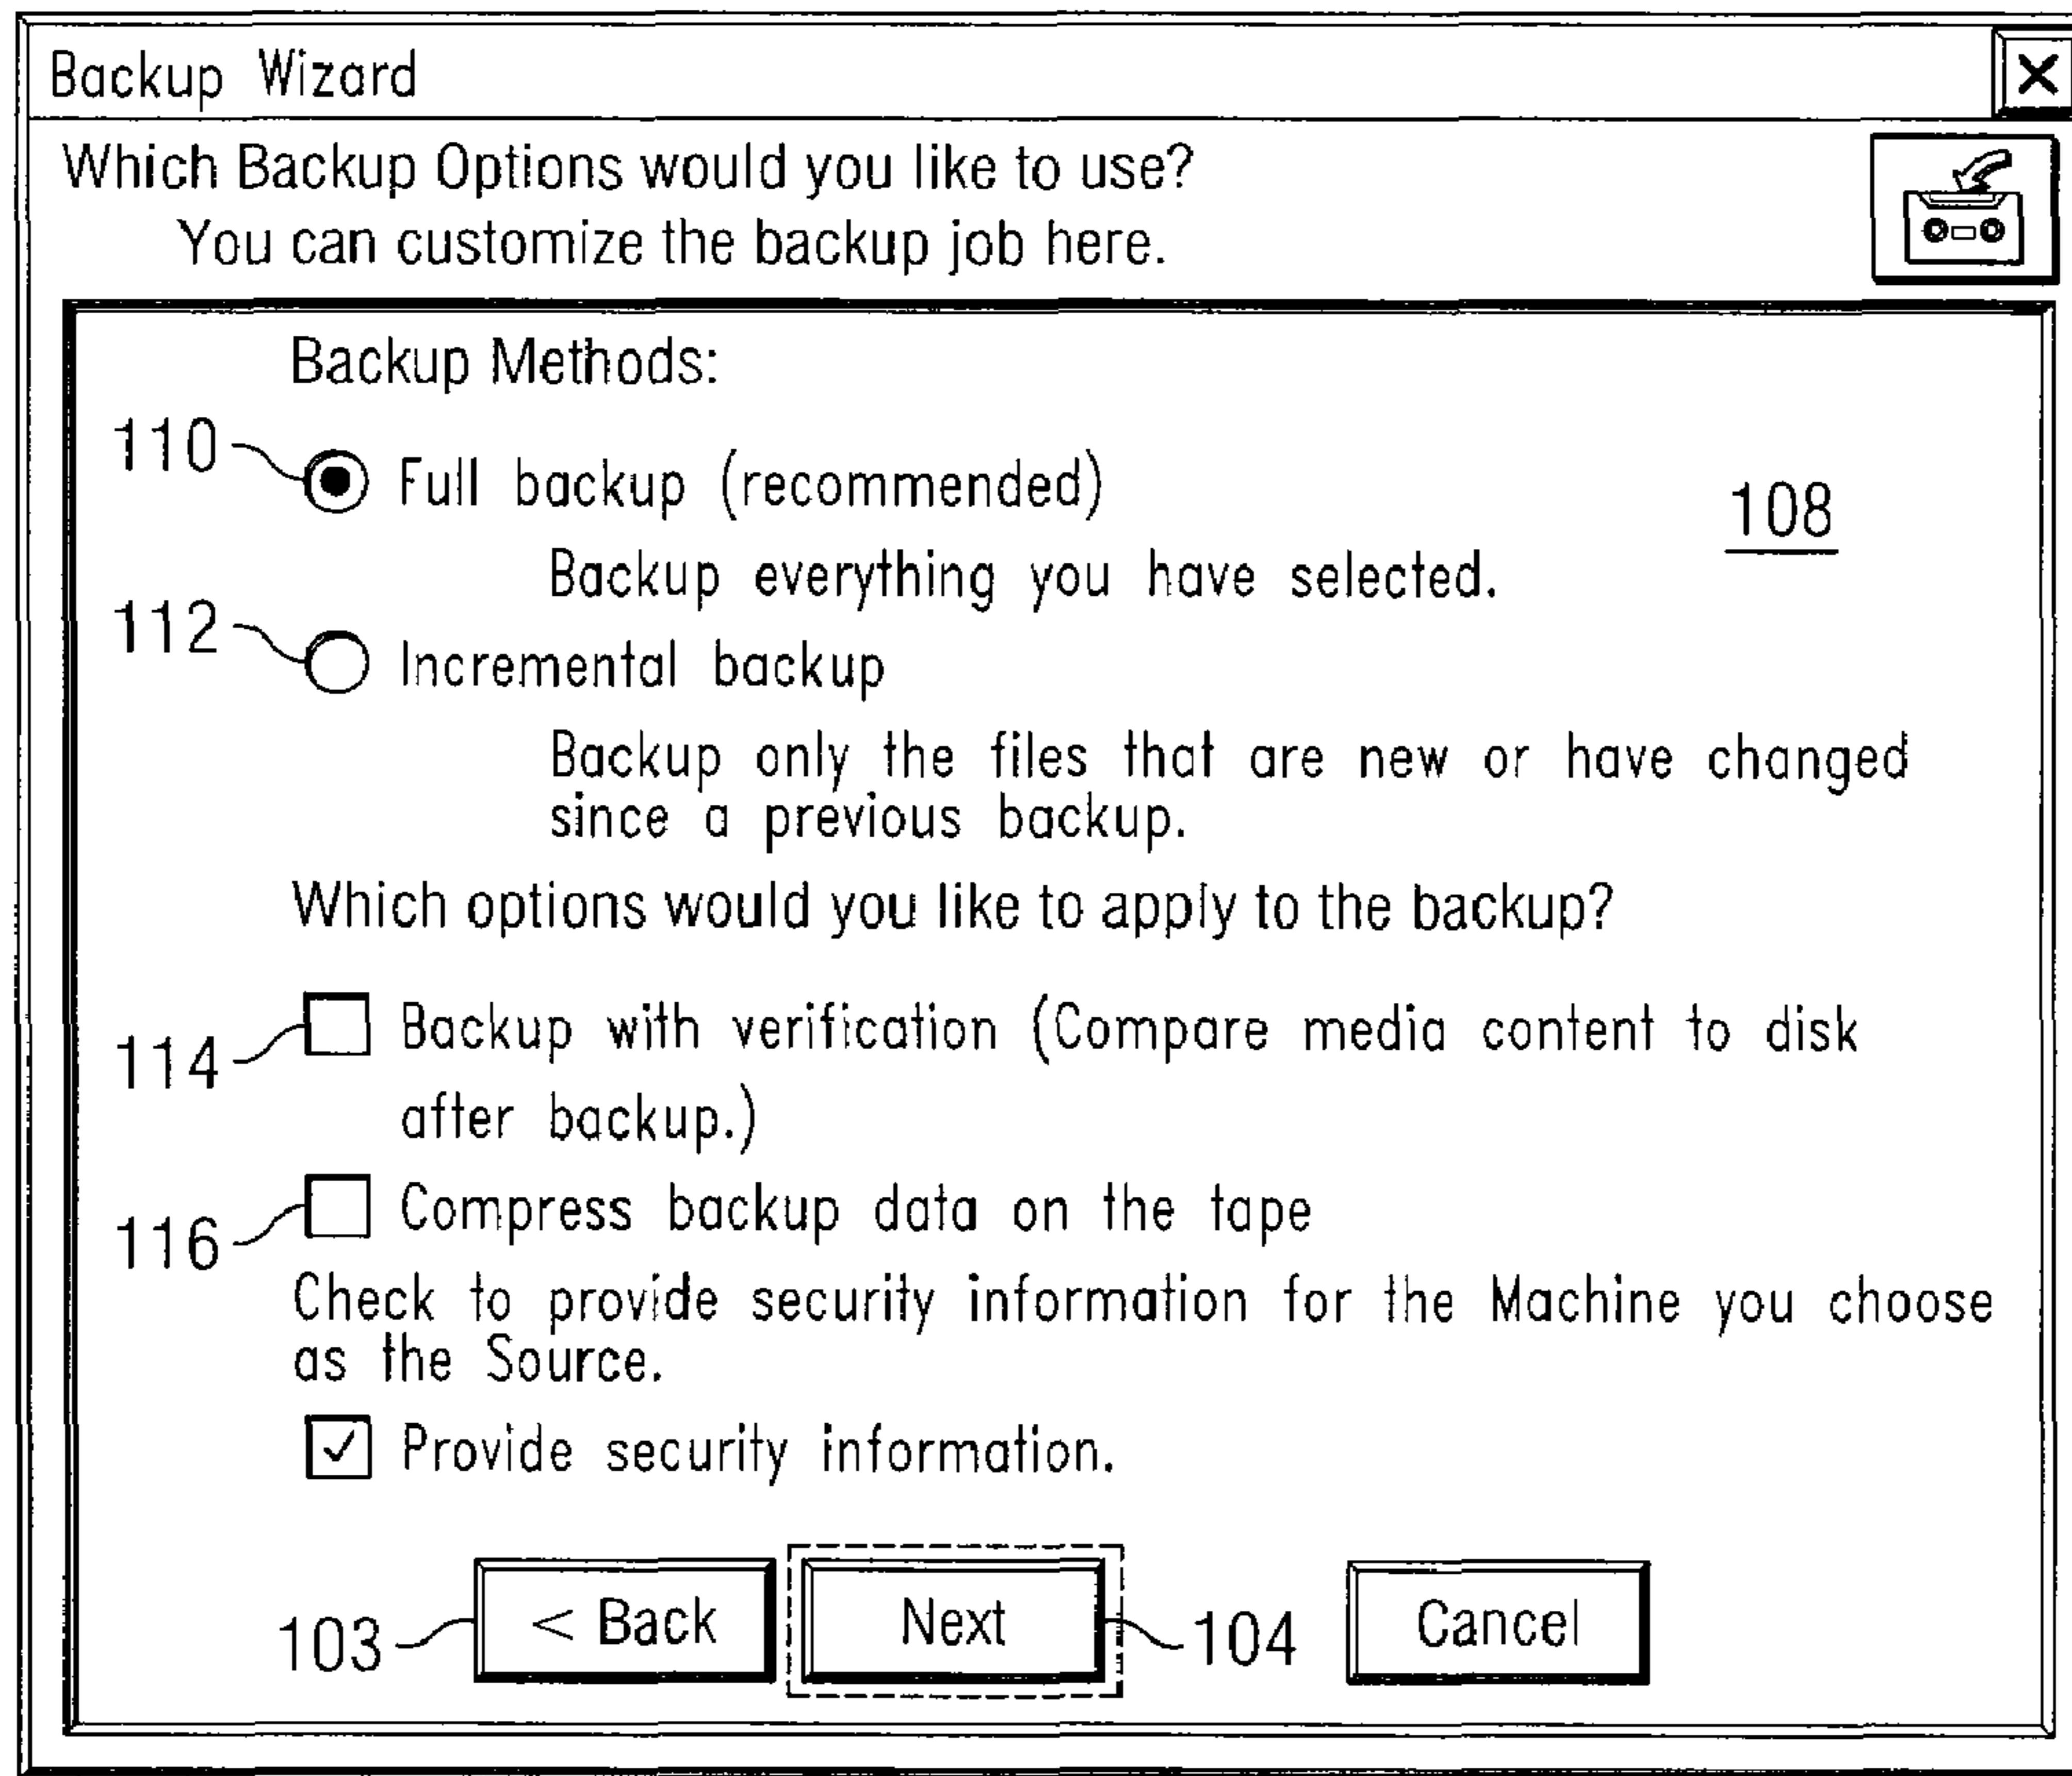 Backup Wizard
Which Backup Options would you like to use?
You can customize the backup job here.
Backup Methods:
110
Full backup (recommended)
108
Backup everything you have selected.
112
Incremental backup
Backup only the files that are new or have changed
since a previous backup.
Which options would you like to apply to the backup?
114
Backup with verification (Compare media content to disk
after backup.)
116
Compress backup data on the tape
Check to provide security information for the Machine you choose
as the Source.
Provide security information.
103
< Back
Next
104
Cancel